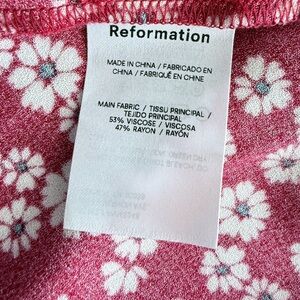 Reformation
MADE IN CHINA / FABRICADO EN
CHINA / FABRIQUÉ EN CHINE
MAIN FABRIC / TISSU PRINCIPAL /
TEJIDO PRINCIPAL
53% VISCOSE / VISCOSA
47% RAYON / RAYÓN